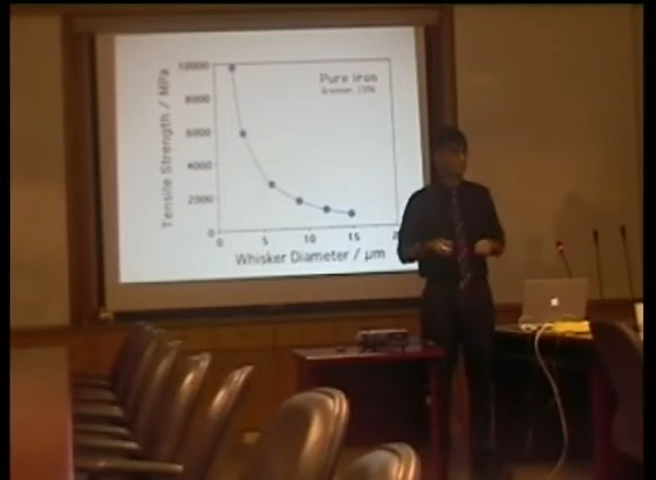 Pure iron
Brenner, 1956
Tensile Strength / MPa
10000
8000
6000
4000
2000
0
0
5
10
15
Whisker Diameter / µm